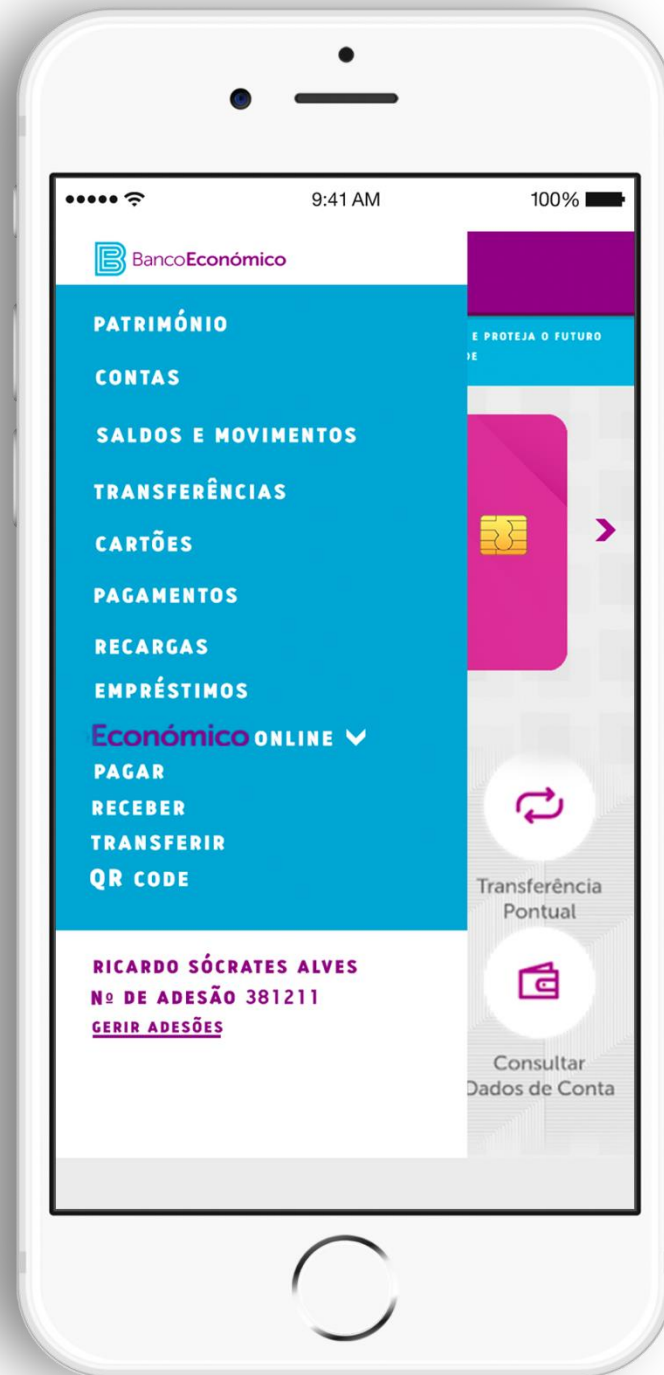 9:41 AM
100%
BancoEconómico
PATRIMÓNIO
CONTAS
SALDOS E MOVIMENTOS
TRANSFERÊNCIAS
CARTÕES
PAGAMENTOS
RECARGAS
EMPRÉSTIMOS
Económico ONLINE
PAGAR
RECEBER
TRANSFERIR
QR CODE
RICARDO SÓCRATES ALVES
Nº DE ADESÃO 381211
GERIR ADESÕES
E PROTEJA O FUTURO
Transferência
Pontual
Consultar
Dados de Conta